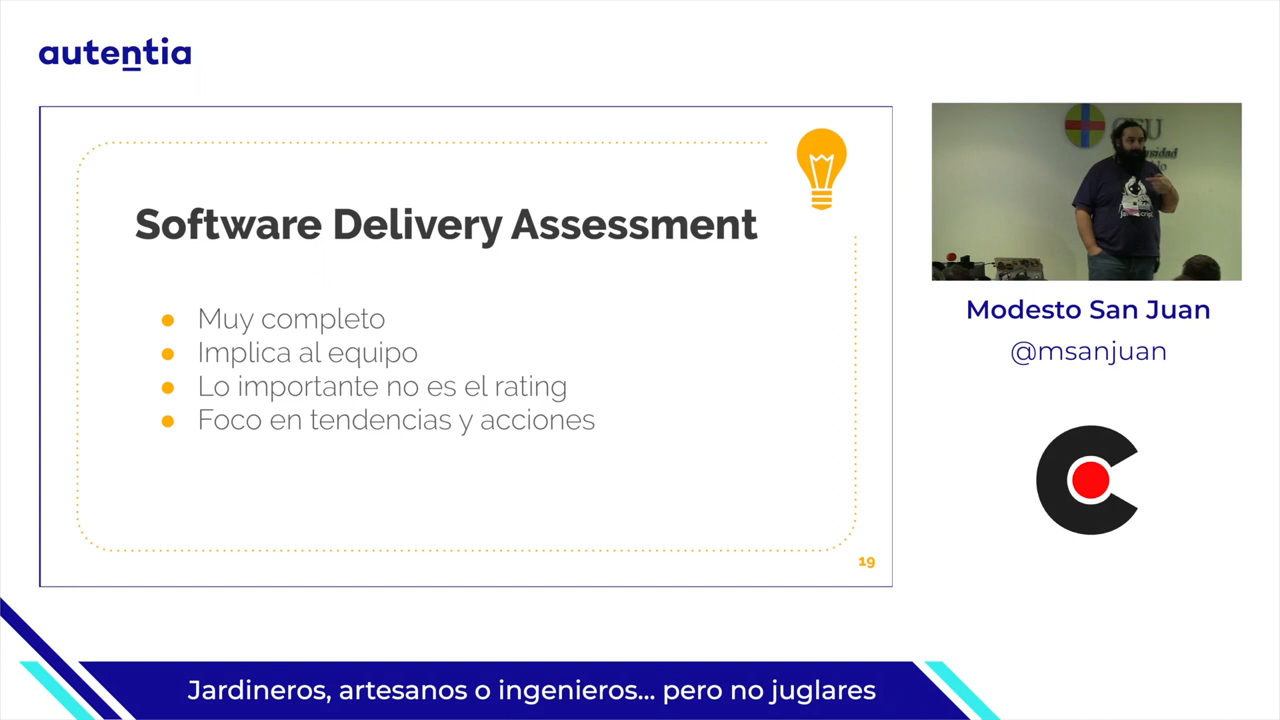 autentia
Software Delivery Assessment
Muy completo
Implica al equipo
Lo importante no es el rating
Foco en tendencias y acciones
19
CEU
Modesto San Juan
@msanjuan
Jardineros, artesanos o ingenieros... pero no juglares